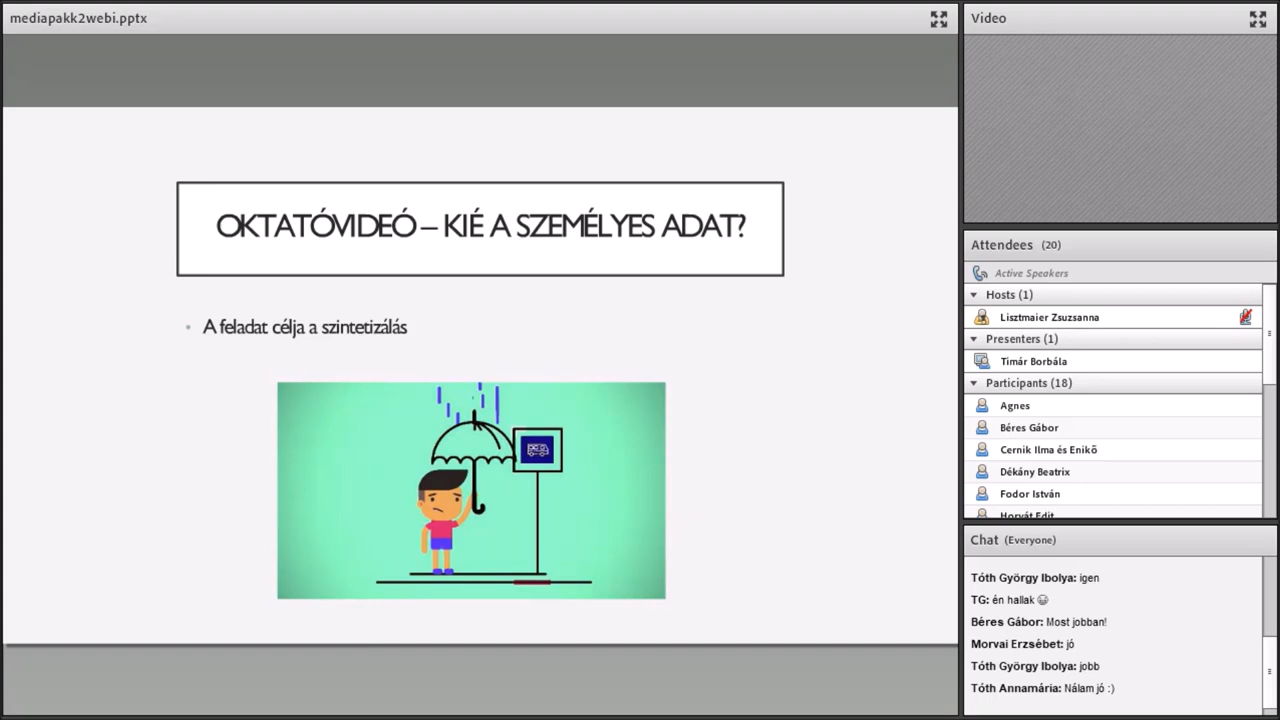 mediapakk2webi.pptx
OKTATÓVIDEÓ – KIÉ A SZEMÉLYES ADAT?
• A feladat célja a szintetizálás
Video
Attendees (20)
Active Speakers
Hosts (1)
Lisztmaier Zsuzsanna
Presenters (1)
Timár Borbála
Participants (18)
Agnes
Béres Gábor
Cernik Ilma és Enikõ
Dékány Beatrix
Fodor István
Horvát Edit
Chat (Everyone)
Tóth György Ibolya: igen
TG: én hallak 😀
Béres Gábor: Most jobban!
Morvai Erzsébet: jó
Tóth György Ibolya: jobb
Tóth Annamária: Nálam jó :)